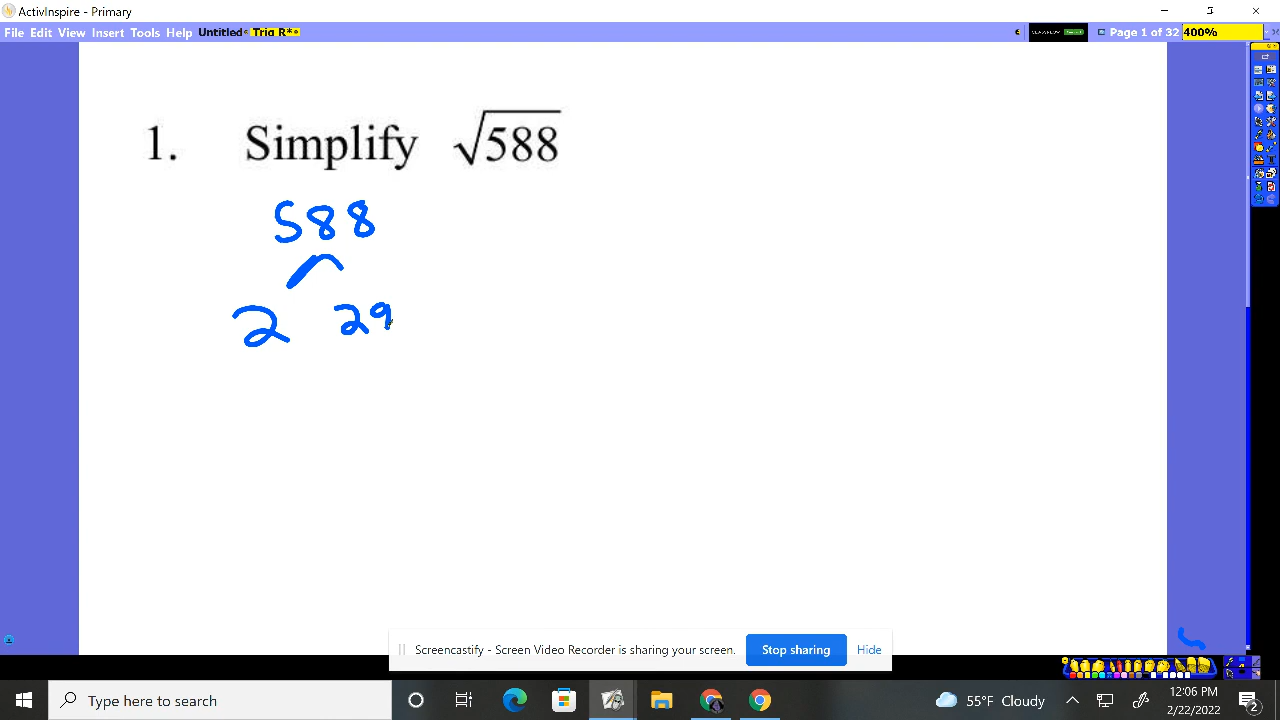 ActivInspire - Primary
File Edit View Insert Tools Help Untitled* Trig R** Page 1 of 32 400%
1. Simplify √588
588
2 29
Screencastify - Screen Video Recorder is sharing your screen. Stop sharing Hide
Type here to search 55°F Cloudy 12:06 PM
2/22/2022 2